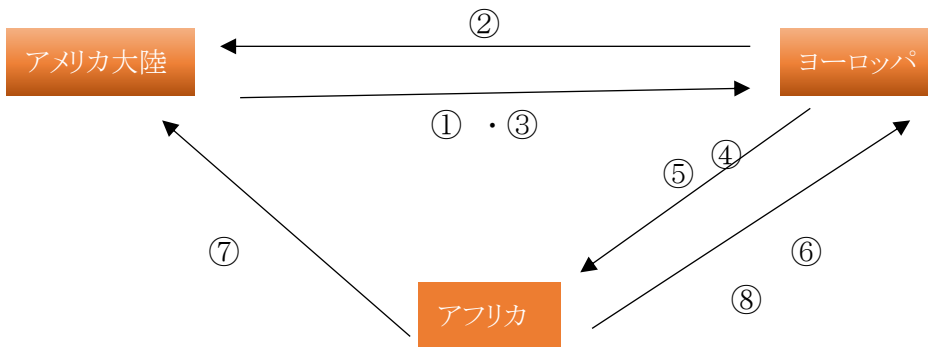 ②
アメリカ大陸
ヨーロッパ
① ・③
④
⑤
⑦
⑥
⑧
アフリカ